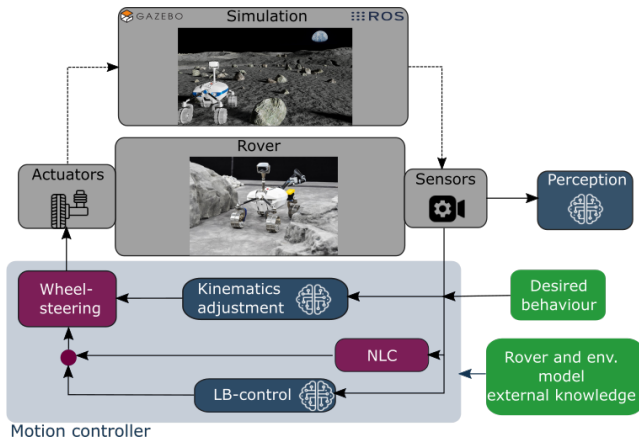 GAZEBO
Simulation
ROS
Rover
Actuators
Sensors
Perception
Wheel-
steering
Kinematics
adjustment
Desired
behaviour
NLC
Rover and env.
model
external knowledge
LB-control
Motion controller